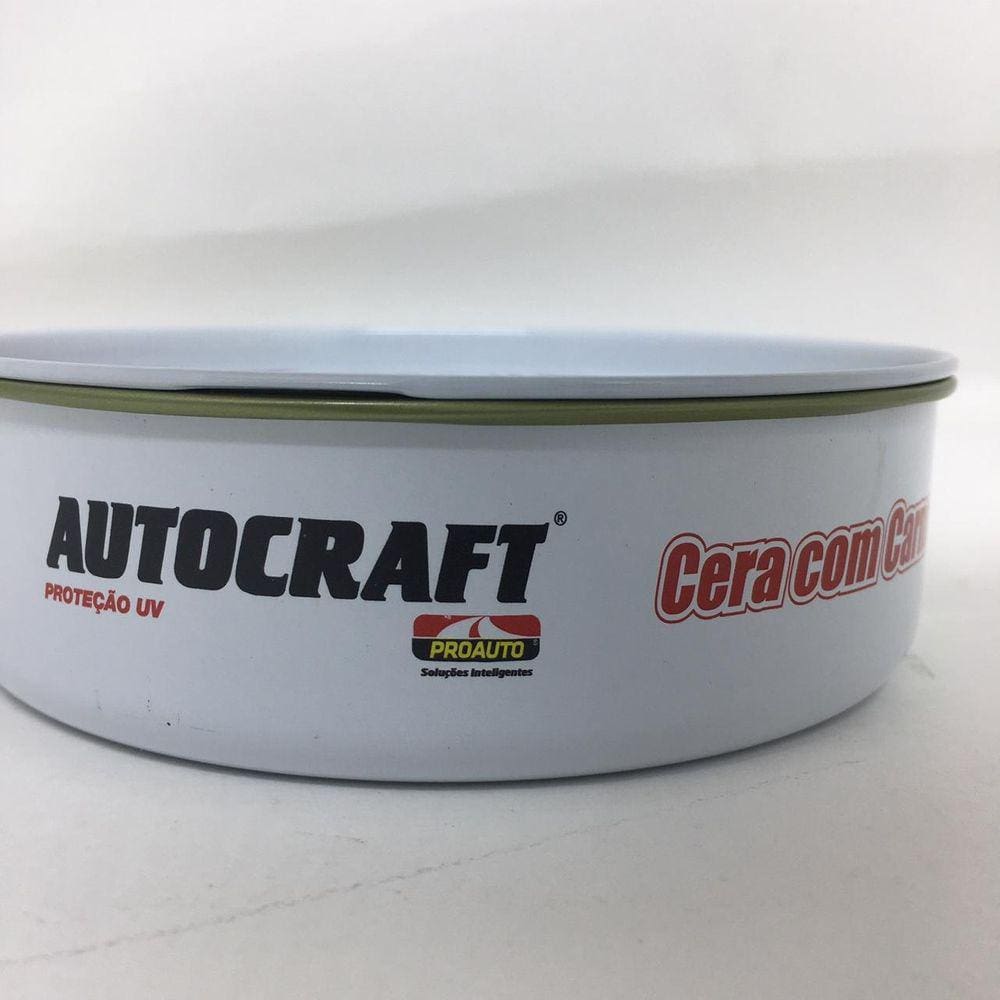 AUTOCRAFT®
PROTEÇÃO UV
PROAUTO
Soluções Inteligentes
Cera com